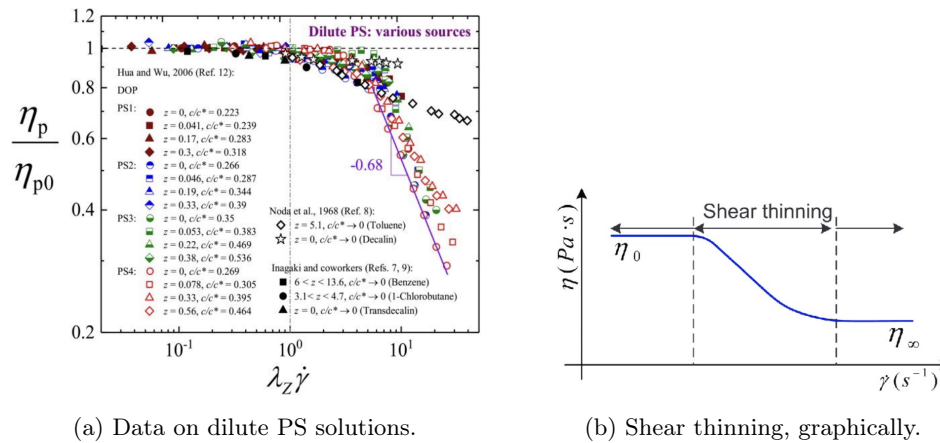 Dilute PS: various sources
η_p
η_p0
1
0.8
0.6
0.4
0.2
Hua and Wu, 2006 (Ref. 12):
DOP
PS1:
z = 0, c/c* = 0.223
z = 0.041, c/c* = 0.239
z = 0.17, c/c* = 0.283
z = 0.3, c/c* = 0.318
PS2:
z = 0, c/c* = 0.266
z = 0.046, c/c* = 0.287
z = 0.19, c/c* = 0.344
z = 0.33, c/c* = 0.39
PS3:
z = 0, c/c* = 0.35
z = 0.053, c/c* = 0.383
z = 0.22, c/c* = 0.469
z = 0.38, c/c* = 0.536
PS4:
z = 0, c/c* = 0.269
z = 0.078, c/c* = 0.305
z = 0.33, c/c* = 0.395
z = 0.56, c/c* = 0.464
-0.68
Noda et al., 1968 (Ref. 8):
z = 5.1, c/c* → 0 (Toluene)
z = 0, c/c* → 0 (Decalin)
Inagaki and coworkers (Refs. 7, 9):
6 < z < 13.6, c/c* → 0 (Benzene)
3.1 < z < 4.7, c/c* → 0 (1-Chlorobutane)
z = 0, c/c* → 0 (Transdecalin)
10⁻¹ 10⁰ 10¹
λ_Z γ̇
(a) Data on dilute PS solutions.
Shear thinning
η(Pa·s)
η₀
η_∞
γ̇(s⁻¹)
(b) Shear thinning, graphically.